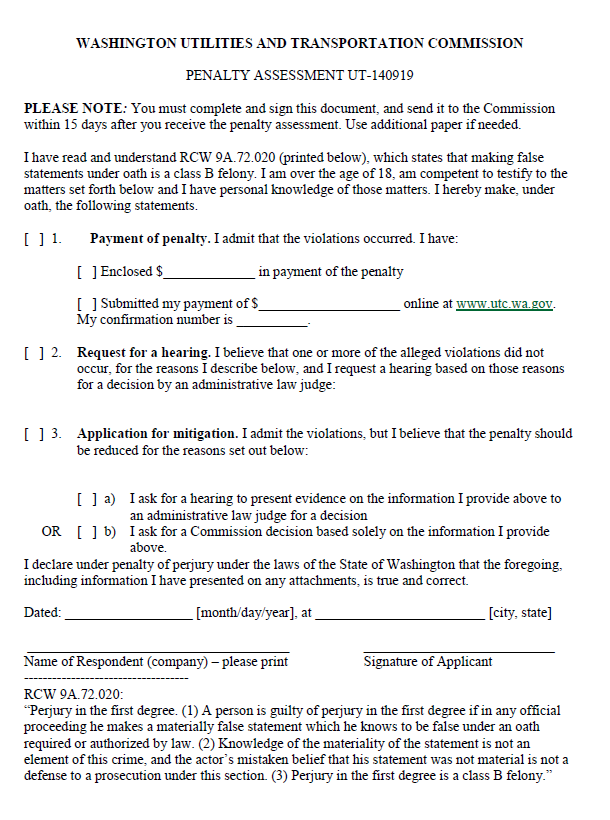 WASHINGTON UTILITIES AND TRANSPORTATION COMMISSION
PENALTY ASSESSMENT UT-140919
PLEASE NOTE: You must complete and sign this document, and send it to the Commission
within 15 days after you receive the penalty assessment. Use additional paper if needed.
I have read and understand RCW 9A.72.020 (printed below), which states that making false
statements under oath is a class B felony. I am over the age of 18, am competent to testify to the
matters set forth below and I have personal knowledge of those matters. I hereby make, under
oath, the following statements.
[ ] 1. Payment of penalty. I admit that the violations occurred. I have:
[ ] Enclosed $______________ in payment of the penalty
[ ] Submitted my payment of $_____________________ online at www.utc.wa.gov.
My confirmation number is ___________.
[ ] 2. Request for a hearing. I believe that one or more of the alleged violations did not
occur, for the reasons I describe below, and I request a hearing based on those reasons
for a decision by an administrative law judge:
[ ] 3. Application for mitigation. I admit the violations, but I believe that the penalty should
be reduced for the reasons set out below:
[ ] a) I ask for a hearing to present evidence on the information I provide above to
an administrative law judge for a decision
OR [ ] b) I ask for a Commission decision based solely on the information I provide
above.
I declare under penalty of perjury under the laws of the State of Washington that the foregoing,
including information I have presented on any attachments, is true and correct.
Dated: ___________________ [month/day/year], at _________________________ [city, state]
Name of Respondent (company) – please print Signature of Applicant
-----------------------------------
RCW 9A.72.020:
“Perjury in the first degree. (1) A person is guilty of perjury in the first degree if in any official
proceeding he makes a materially false statement which he knows to be false under an oath
required or authorized by law. (2) Knowledge of the materiality of the statement is not an
element of this crime, and the actor’s mistaken belief that his statement was not material is not a
defense to a prosecution under this section. (3) Perjury in the first degree is a class B felony.”